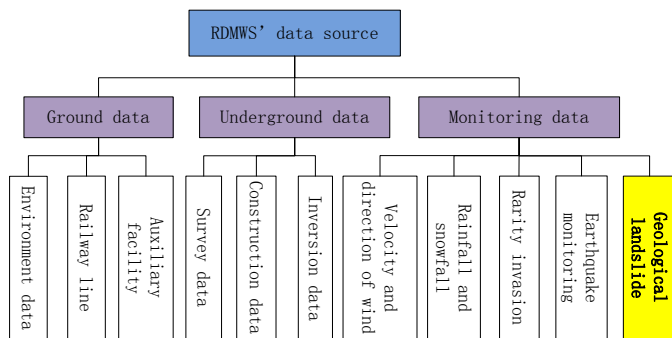 RDMWS’ data source
Ground data
Underground data
Monitoring data
Environment data
Railway line
Auxiliary
facility
Survey data
Construction data
Inversion data
Velocity and
direction of wind
Rainfall and
snowfall
Rarity invasion
Earthquake
monitoring
Geological
landslide